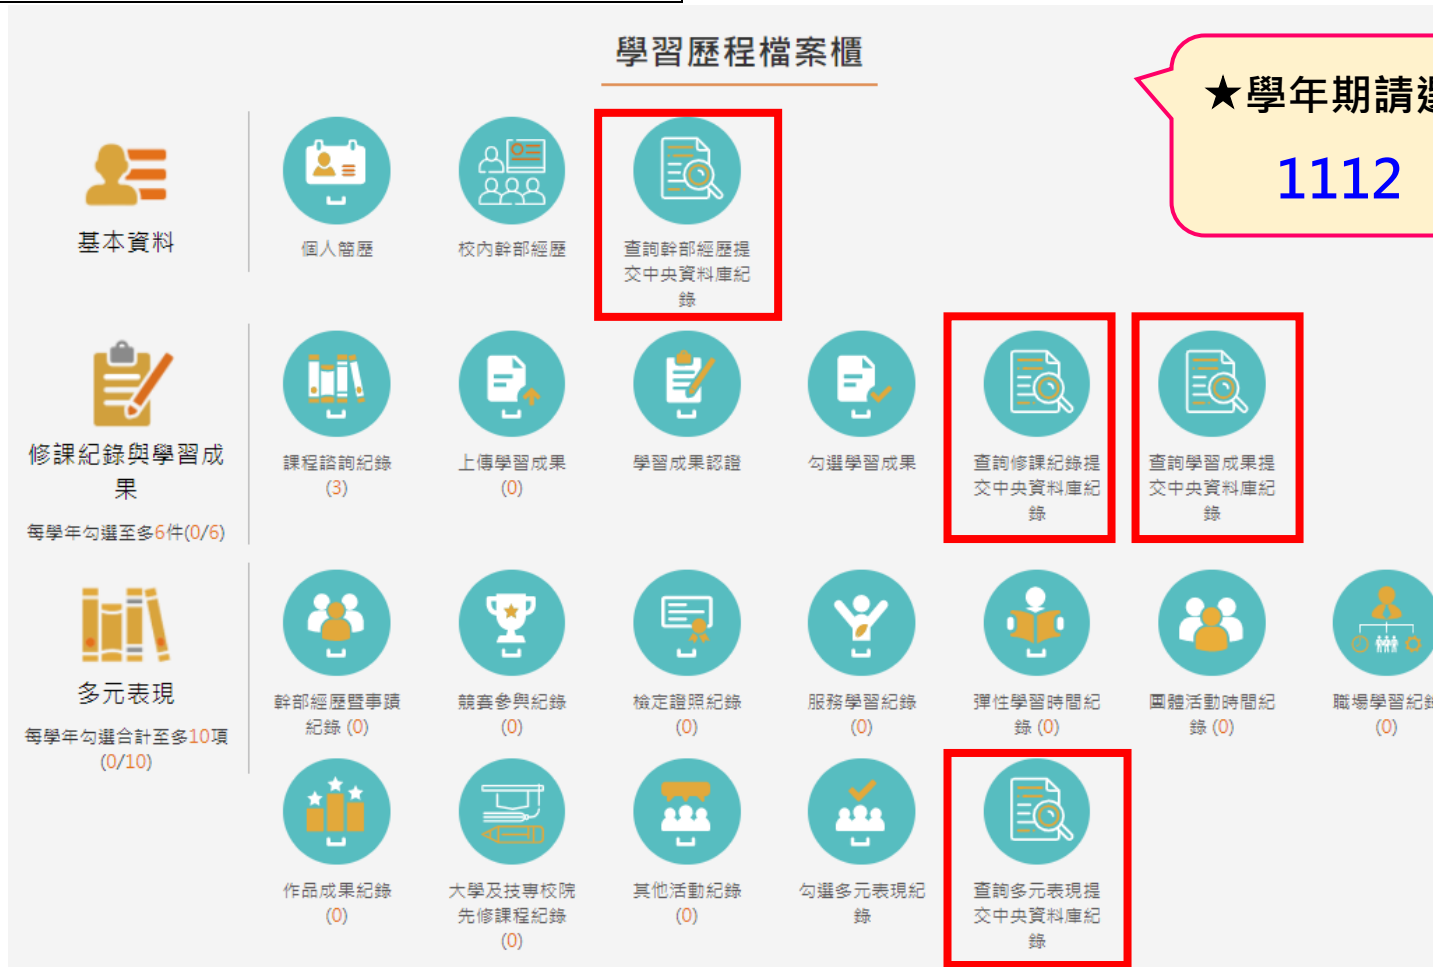 學習歷程檔案櫃
★學年期請選
1112
基本資料
個人簡歷
校內幹部經歷
查詢幹部經歷提
交中央資料庫紀
錄
修課紀錄與學習成
果
每學年勾選至多6件(0/6)
課程諮詢紀錄
(3)
上傳學習成果
(0)
學習成果認證
勾選學習成果
查詢修課紀錄提
交中央資料庫紀
錄
查詢學習成果提
交中央資料庫紀
錄
多元表現
每學年勾選合計至多10項
(0/10)
幹部經歷暨事蹟
紀錄 (0)
競賽參與紀錄
(0)
檢定證照紀錄
(0)
服務學習紀錄
(0)
彈性學習時間紀
錄 (0)
團體活動時間紀
錄 (0)
職場學習紀錄
(0)
作品成果紀錄
(0)
大學及技專校院
先修課程紀錄
(0)
其他活動紀錄
(0)
勾選多元表現紀
錄
查詢多元表現提
交中央資料庫紀
錄